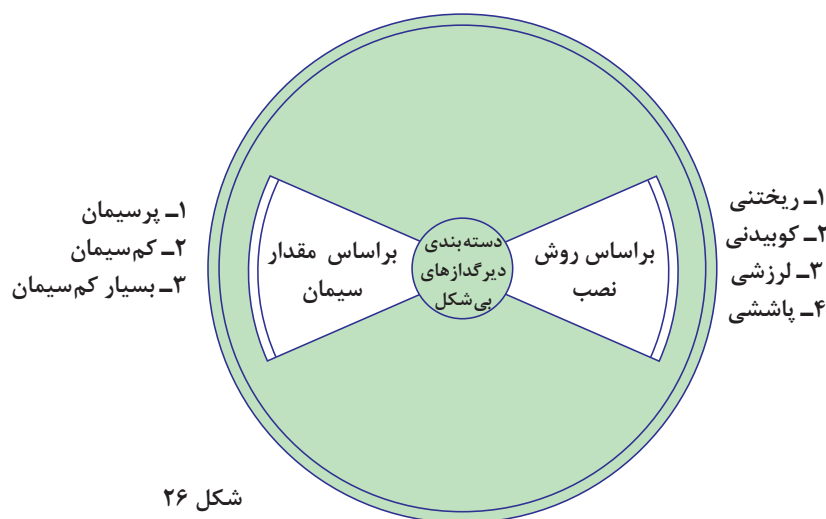 دسته‌بندی
دیرگدازهای
بی‌شکل
براساس روش
نصب
۱ـ ریختنی
۲ـ کوبیدنی
۳ـ لرزشی
۴ـ پاششی
براساس مقدار
سیمان
۱ـ پرسیمان
۲ـ کم‌سیمان
۳ـ بسیار کم‌سیمان
شکل ۲۶